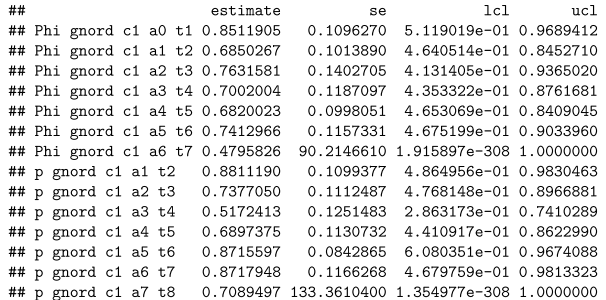 ##                     estimate          se           lcl       ucl
## Phi gnord c1 a0 t1 0.8511905   0.1096270  5.119019e-01 0.9689412
## Phi gnord c1 a1 t2 0.6850267   0.1013890  4.640514e-01 0.8452710
## Phi gnord c1 a2 t3 0.7631581   0.1402705  4.131405e-01 0.9365020
## Phi gnord c1 a3 t4 0.7002004   0.1187097  4.353322e-01 0.8761681
## Phi gnord c1 a4 t5 0.6820023   0.0998051  4.653069e-01 0.8409045
## Phi gnord c1 a5 t6 0.7412966   0.1157331  4.675199e-01 0.9033960
## Phi gnord c1 a6 t7 0.4795826  90.2146610 1.915897e-308 1.0000000
## p gnord c1 a1 t2   0.8811190   0.1099377  4.864956e-01 0.9830463
## p gnord c1 a2 t3   0.7377050   0.1112487  4.768148e-01 0.8966881
## p gnord c1 a3 t4   0.5172413   0.1251483  2.863173e-01 0.7410289
## p gnord c1 a4 t5   0.6897375   0.1130732  4.410917e-01 0.8622990
## p gnord c1 a5 t6   0.8715597   0.0842865  6.080351e-01 0.9674088
## p gnord c1 a6 t7   0.8717948   0.1166268  4.679759e-01 0.9813323
## p gnord c1 a7 t8   0.7089497 133.3610400 1.354977e-308 1.0000000